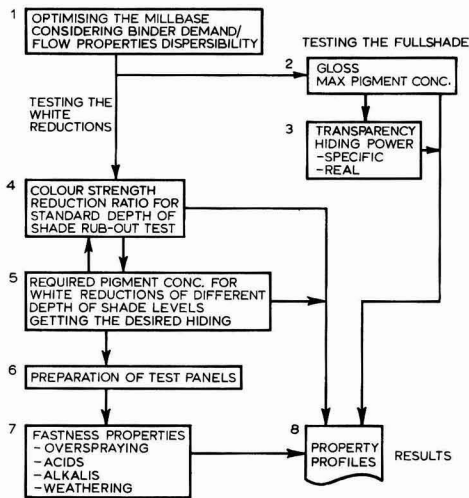 1
OPTIMISING THE MILLBASE
CONSIDERING BINDER DEMAND/
FLOW PROPERTIES DISPERSIBILITY
TESTING THE FULLSHADE
2
GLOSS
MAX PIGMENT CONC.
TESTING THE
WHITE
REDUCTIONS
3
TRANSPARENCY
HIDING POWER
-SPECIFIC
-REAL
4
COLOUR STRENGTH
REDUCTION RATIO FOR
STANDARD DEPTH OF
SHADE RUB-OUT TEST
5
REQUIRED PIGMENT CONC. FOR
WHITE REDUCTIONS OF DIFFERENT
DEPTH OF SHADE LEVELS
GETTING THE DESIRED HIDING
6
PREPARATION OF TEST PANELS
7
FASTNESS PROPERTIES
- OVERSPRAYING
- ACIDS
- ALKALIS
- WEATHERING
8
PROPERTY
PROFILES
RESULTS